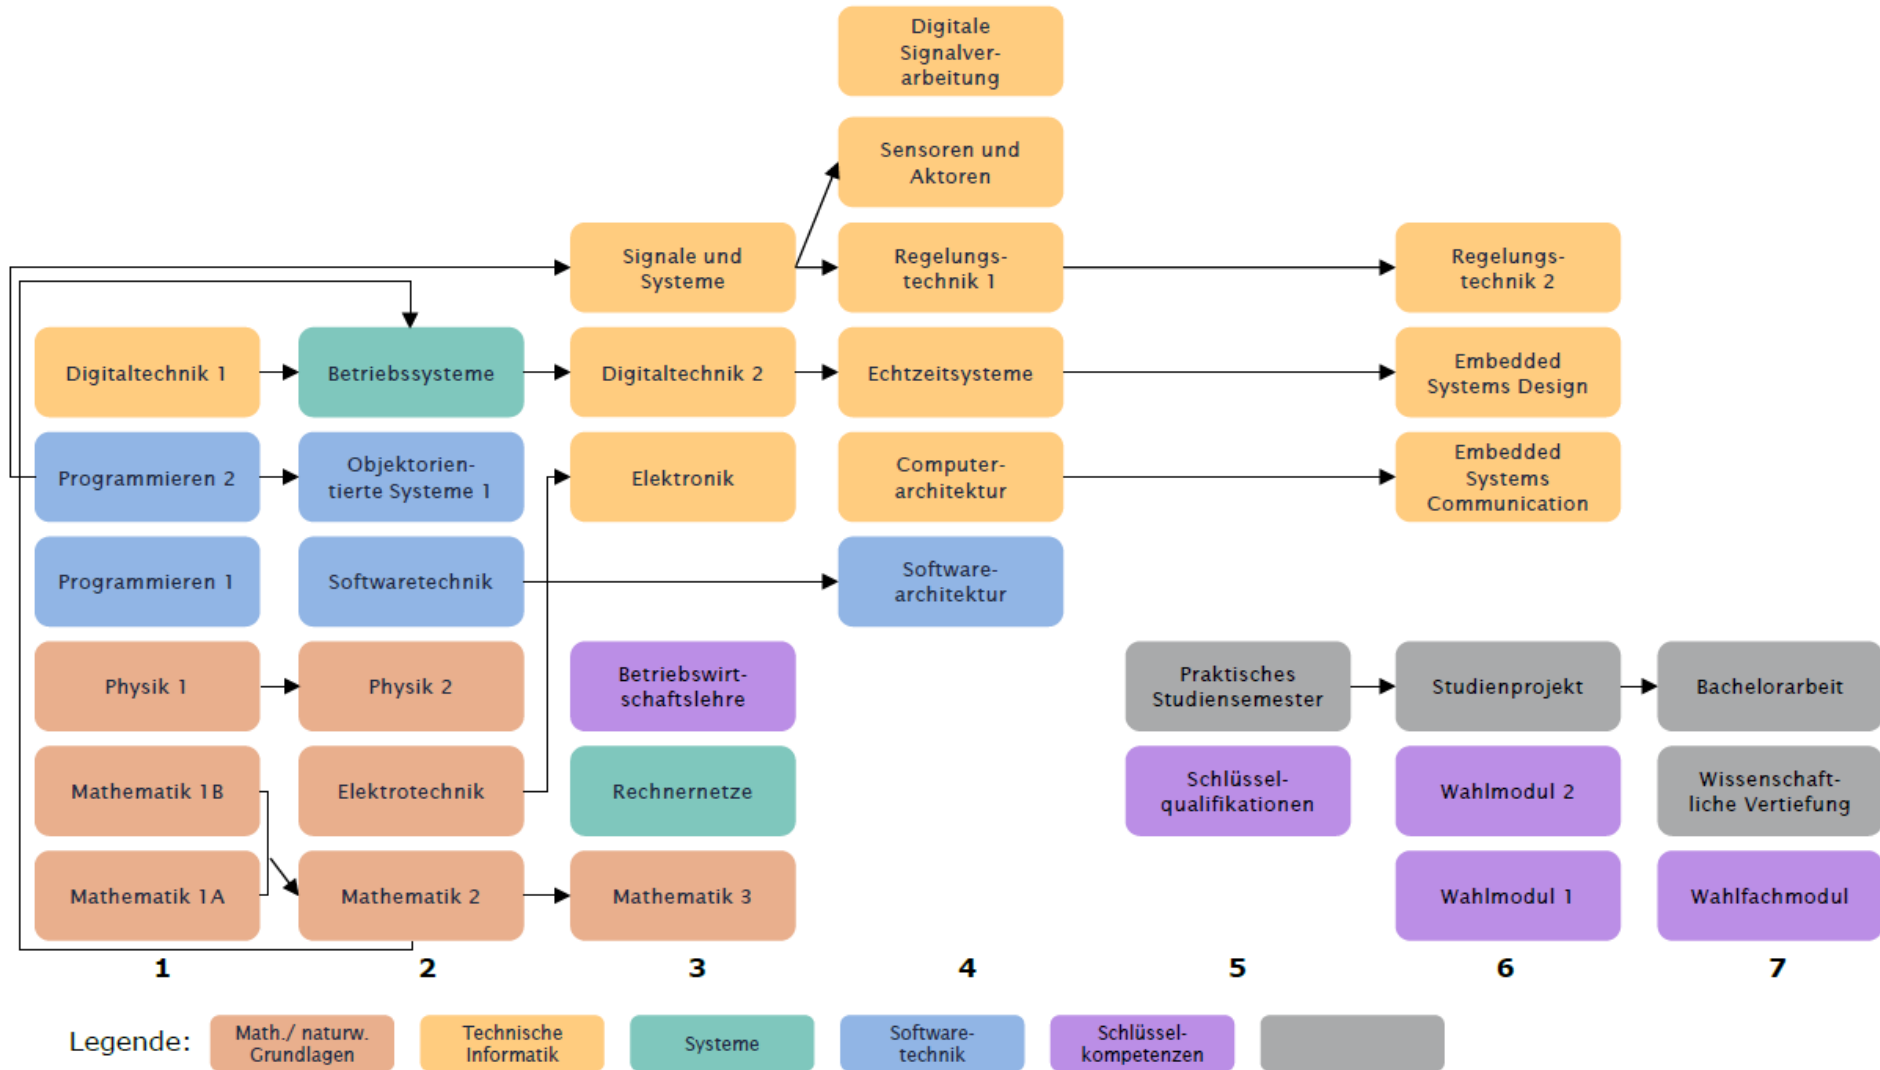 Digitale
Signalver-
arbeitung
Sensoren und
Aktoren
Signale und
Systeme
Regelungs-
technik 1
Regelungs-
technik 2
Digitaltechnik 1
Betriebssysteme
Digitaltechnik 2
Echtzeitsysteme
Embedded
Systems Design
Programmieren 2
Objektorien-
tierte Systeme 1
Elektronik
Computer-
architektur
Embedded
Systems
Communication
Programmieren 1
Softwaretechnik
Software-
architektur
Physik 1
Physik 2
Betriebswirt-
schaftslehre
Praktisches
Studiensemester
Studienprojekt
Bachelorarbeit
Mathematik 1B
Elektrotechnik
Rechnernetze
Schlüssel-
qualifikationen
Wahlmodul 2
Wissenschaft-
liche Vertiefung
Mathematik 1A
Mathematik 2
Mathematik 3
Wahlmodul 1
Wahlfachmodul
1 2 3 4 5 6 7
Legende:
Math./ naturw.
Grundlagen
Technische
Informatik
Systeme
Software-
technik
Schlüssel-
kompetenzen